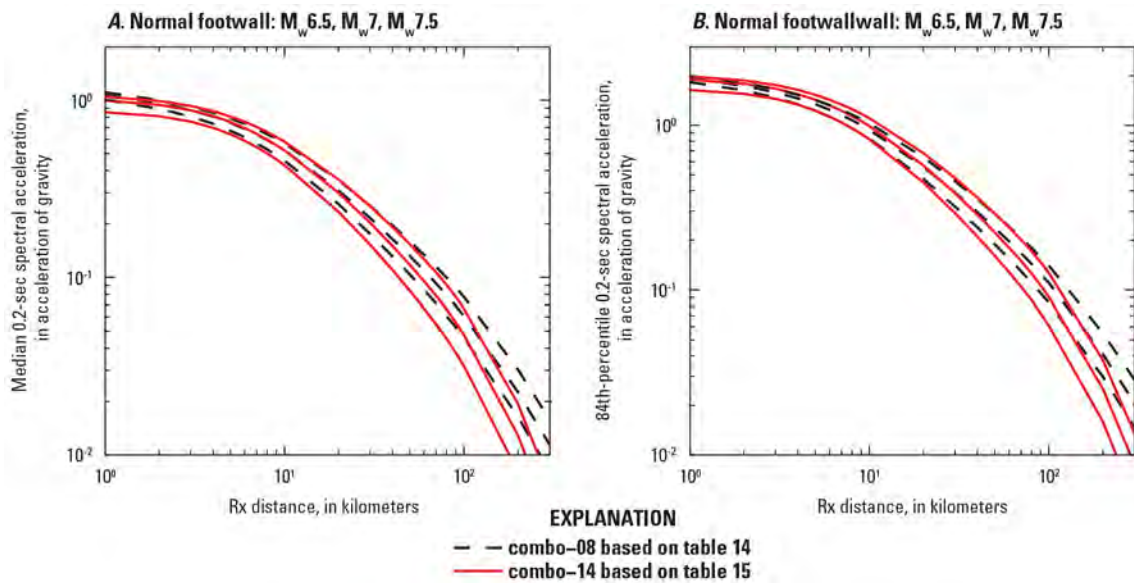 A. Normal footwall: Mw6.5, Mw7, Mw7.5
Median 0.2-sec spectral acceleration,
in acceleration of gravity
10⁰
10⁻¹
10⁻²
10⁰
10¹
10²
Rx distance, in kilometers
B. Normal footwallwall: Mw6.5, Mw7, Mw7.5
84th-percentile 0.2-sec spectral acceleration,
in acceleration of gravity
10⁰
10⁻¹
10⁻²
10⁰
10¹
10²
Rx distance, in kilometers
EXPLANATION
combo–08 based on table 14
combo–14 based on table 15